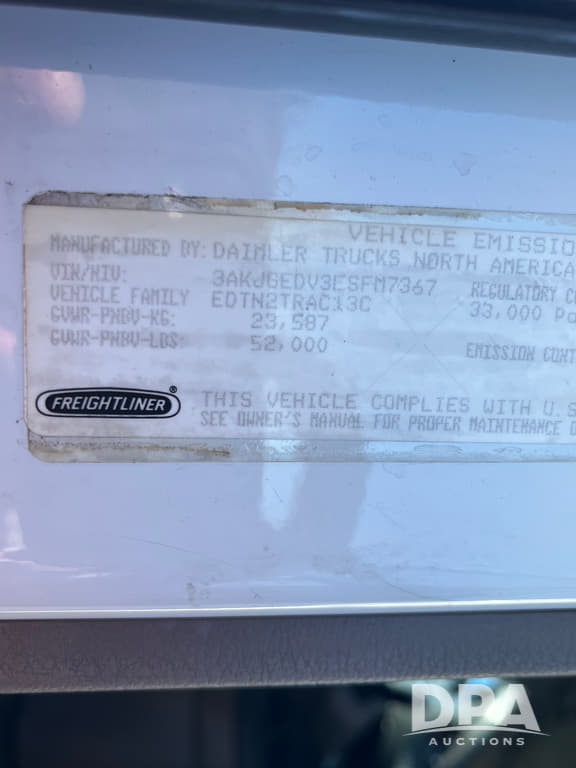 VEHICLE EMISSIO
MANUFACTURED BY: DAIMLER TRUCKS NORTH AMERICA
VIN/NIV: 3AKJGEDV3ESFM7367 REGULATORY C
VEHICLE FAMILY EDTN2TRAC13C 33,000 Po
GVWR-PNBV-KG: 23,587
GVWR-PNBV-LBS: 52,000 EMISSION CONT
FREIGHTLINER® THIS VEHICLE COMPLIES WITH U.S
SEE OWNER'S MANUAL FOR PROPER MAINTENANCE O
DPA
AUCTIONS